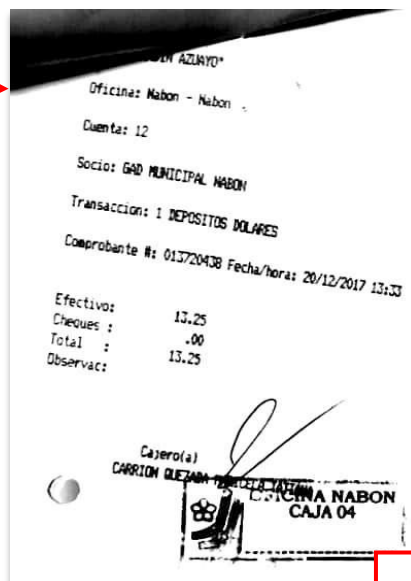 AZUAYO"
Oficina: Nabon - Nabon
Cuenta: 12
Socio: GAD MUNICIPAL NABON
Transaccion: 1 DEPOSITOS DOLARES
Comprobante #: 013720438 Fecha/hora: 20/12/2017 13:33
Efectivo: 13.25
Cheques : .00
Total : 13.25
Observac:
Cajero(a)
CARRION QUEZADA
OFICINA NABON
CAJA 04